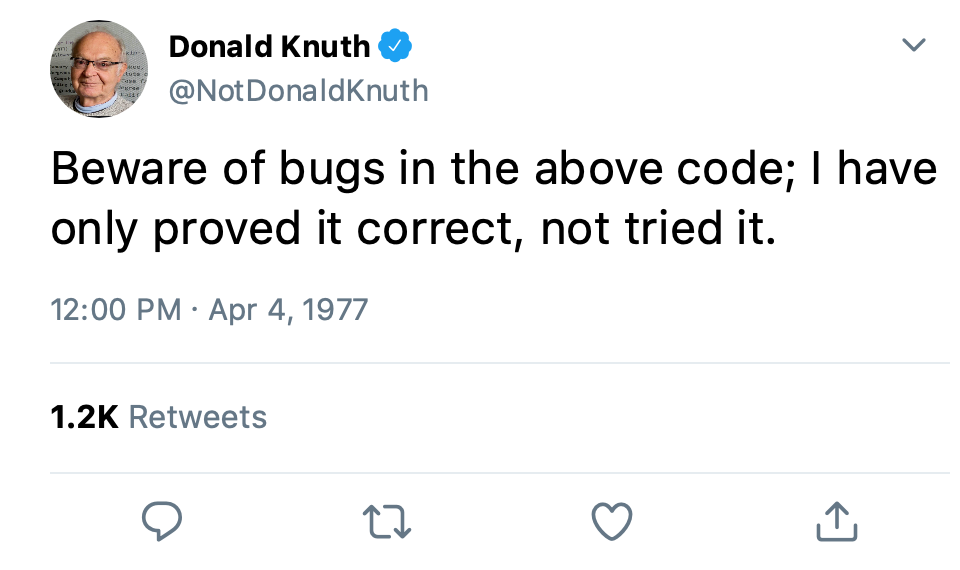 Donald Knuth
@NotDonaldKnuth
Beware of bugs in the above code; I have
only proved it correct, not tried it.
12:00 PM · Apr 4, 1977
1.2K Retweets